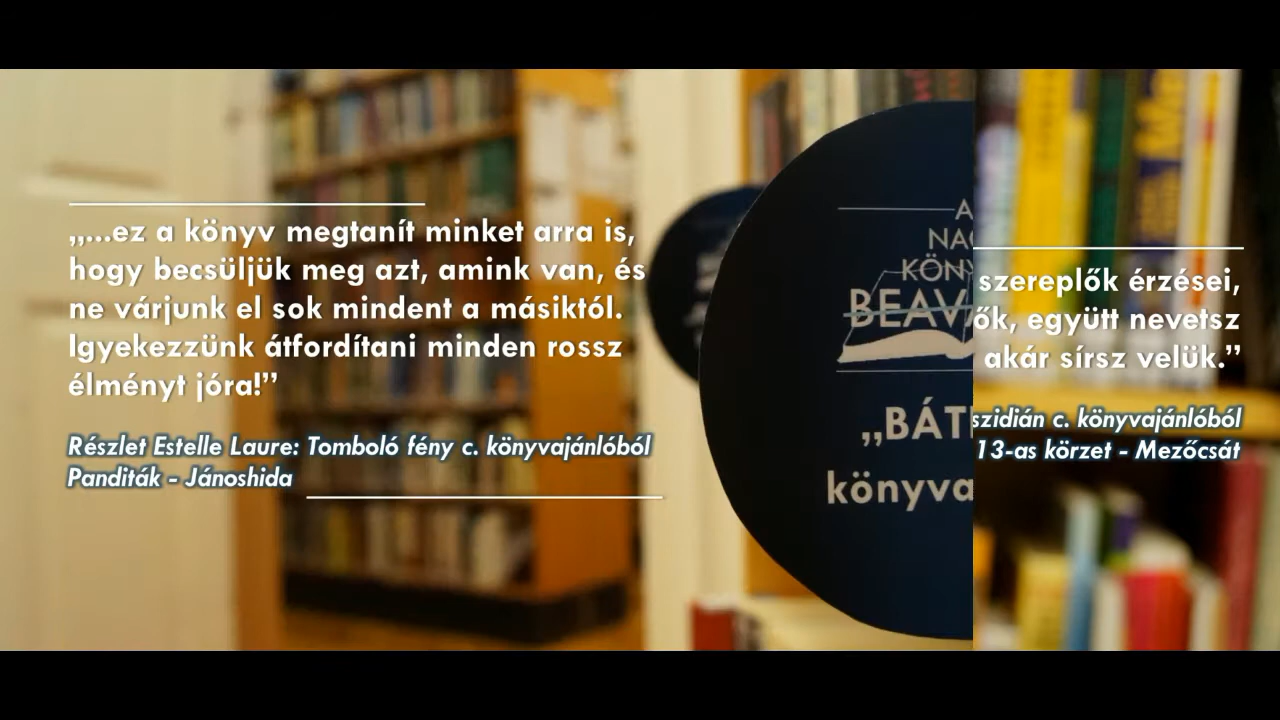 „...ez a könyv megtanít minket arra is,
hogy becsüljük meg azt, amink van, és
ne várjunk el sok mindent a másiktól.
Igyekezzünk átfordítani minden rossz
élményt jóra!”
Részlet Estelle Laure: Tomboló fény c. könyvajánlóból
Panditák - Jánoshida
A
NAG
KÖNY
BEAV
„BÁT
könyva
szereplők érzései,
ők, együtt nevetsz
akár sírsz velük.”
szidián c. könyvajánlóból
13-as körzet - Mezőcsát